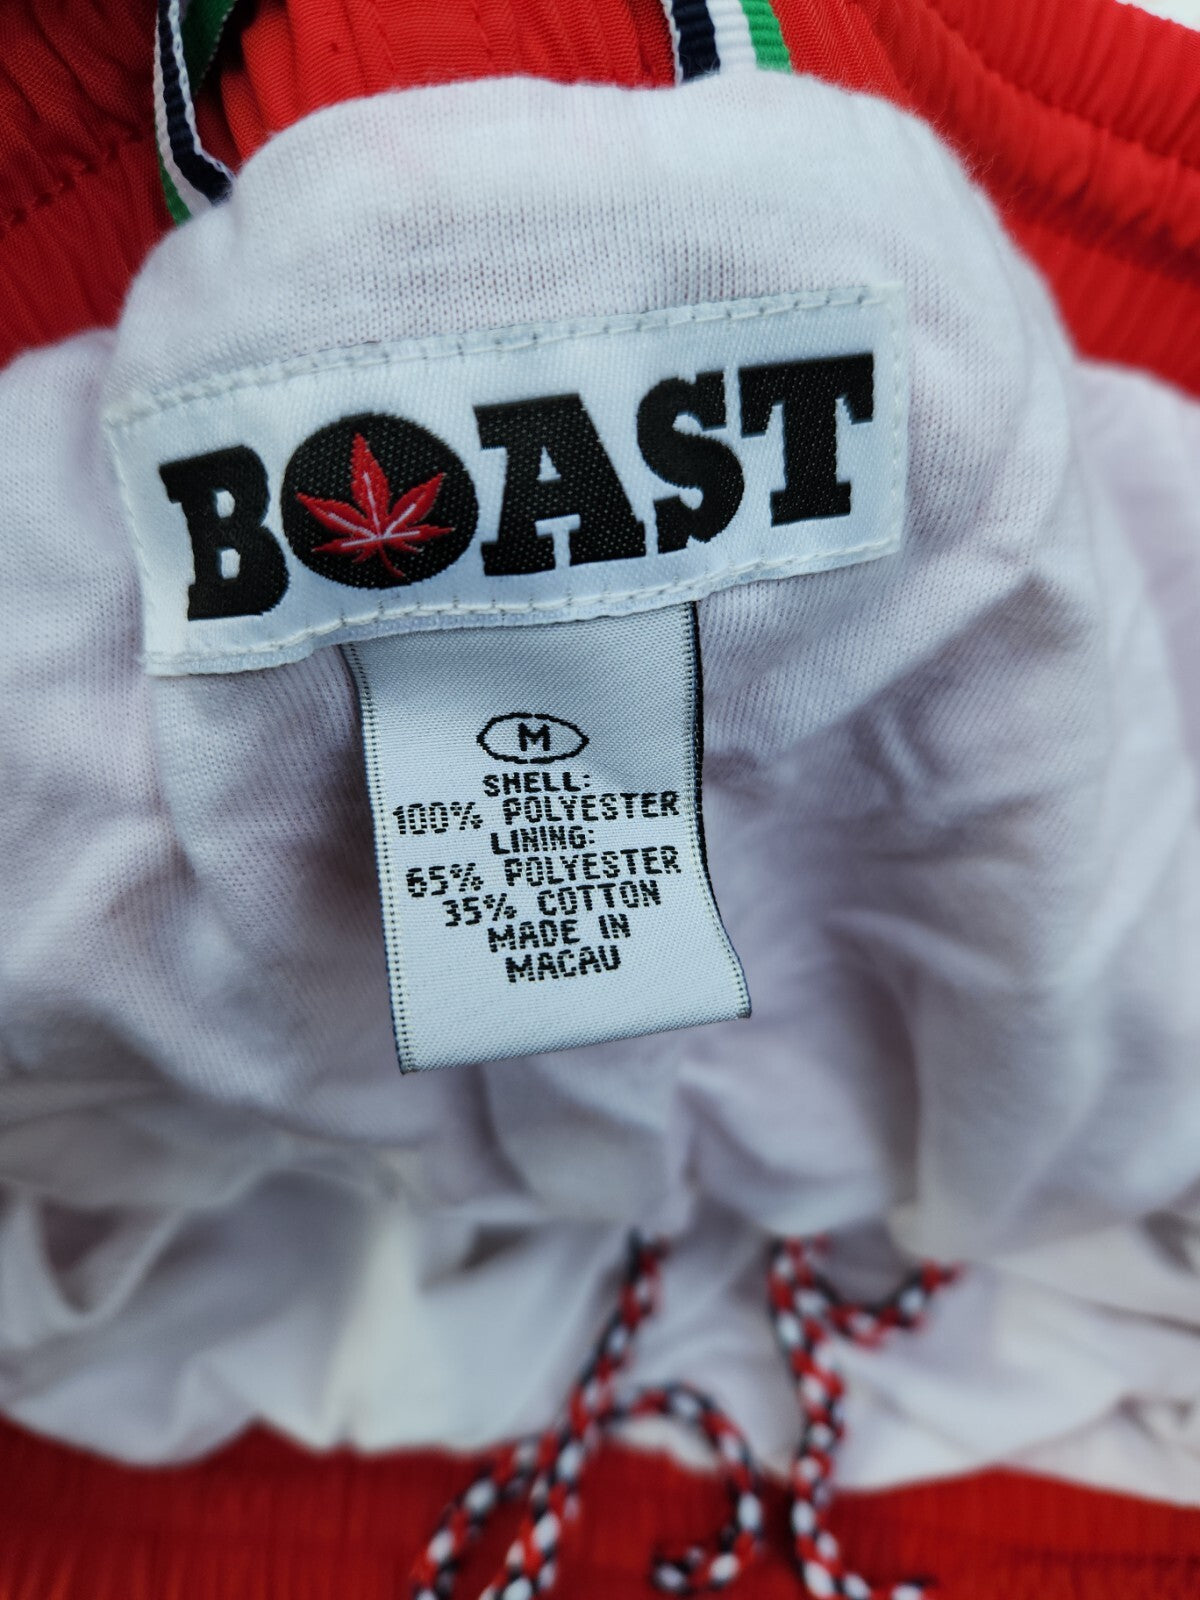 BOAST
M
SHELL:
100% POLYESTER
LINING:
65% POLYESTER
35% COTTON
MADE IN
MACAU